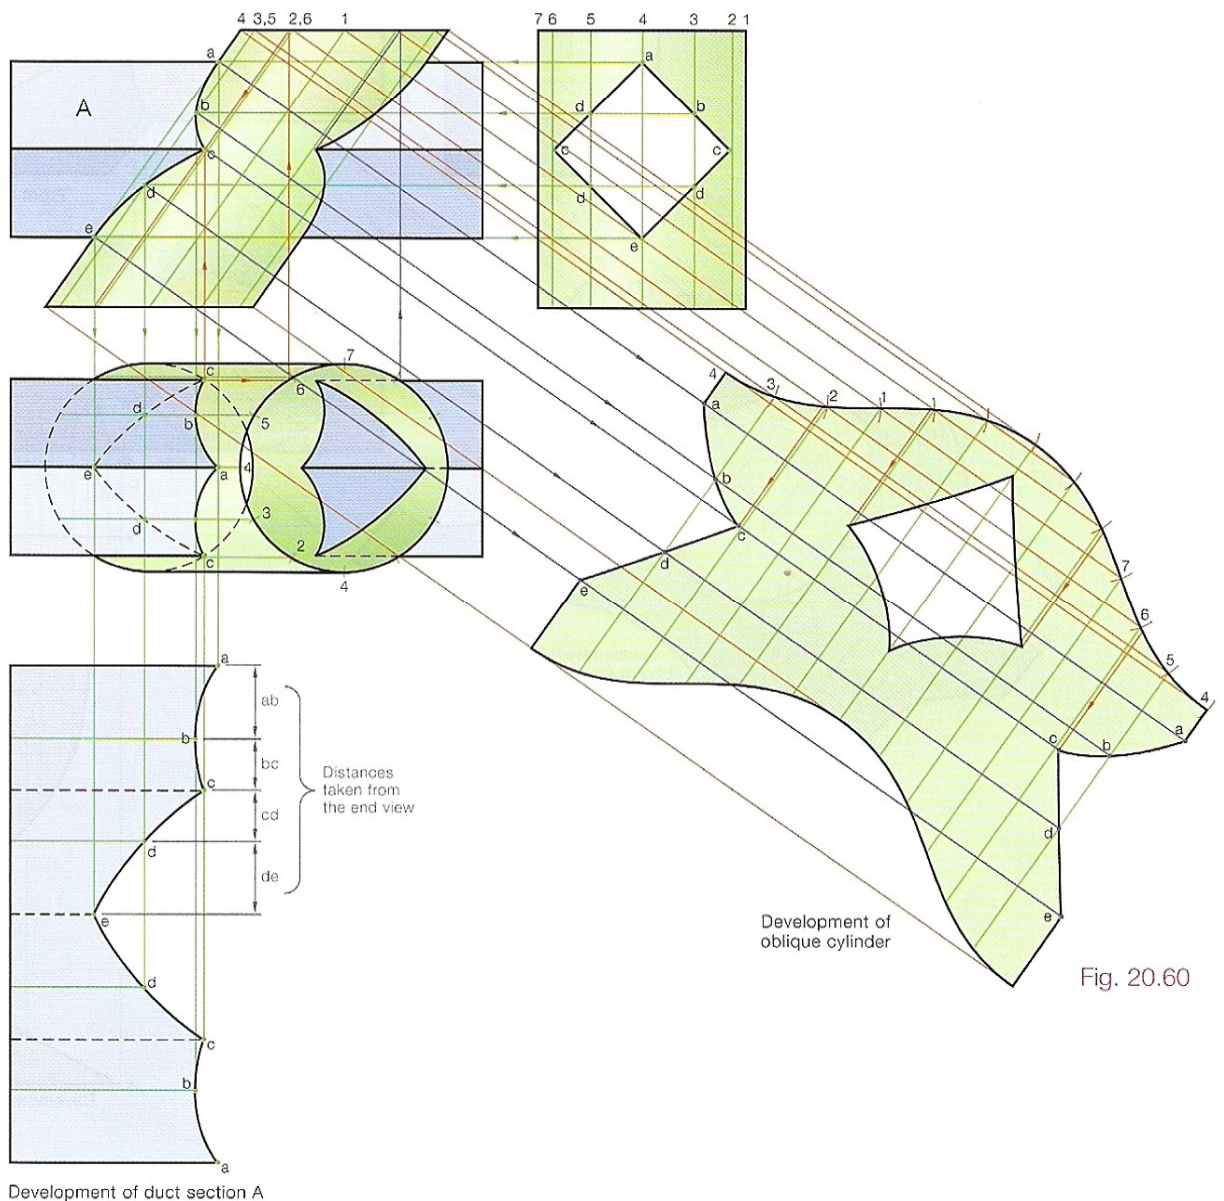 4 3,5 2,6 1
7 6 5 4 3 2 1
a
a
A
b
d
b
c
c
c
d
d
d
e
e
7
c
6
d
b
5
4
e
a
d
3
2
c
4
4
3
2
1
1
a
b
c
d
e
7
6
5
4
a
b
c
d
e
a
ab
b
bc
c
cd
d
de
e
d
c
b
a
Distances
taken from
the end view
Development of
oblique cylinder
Fig. 20.60
Development of duct section A